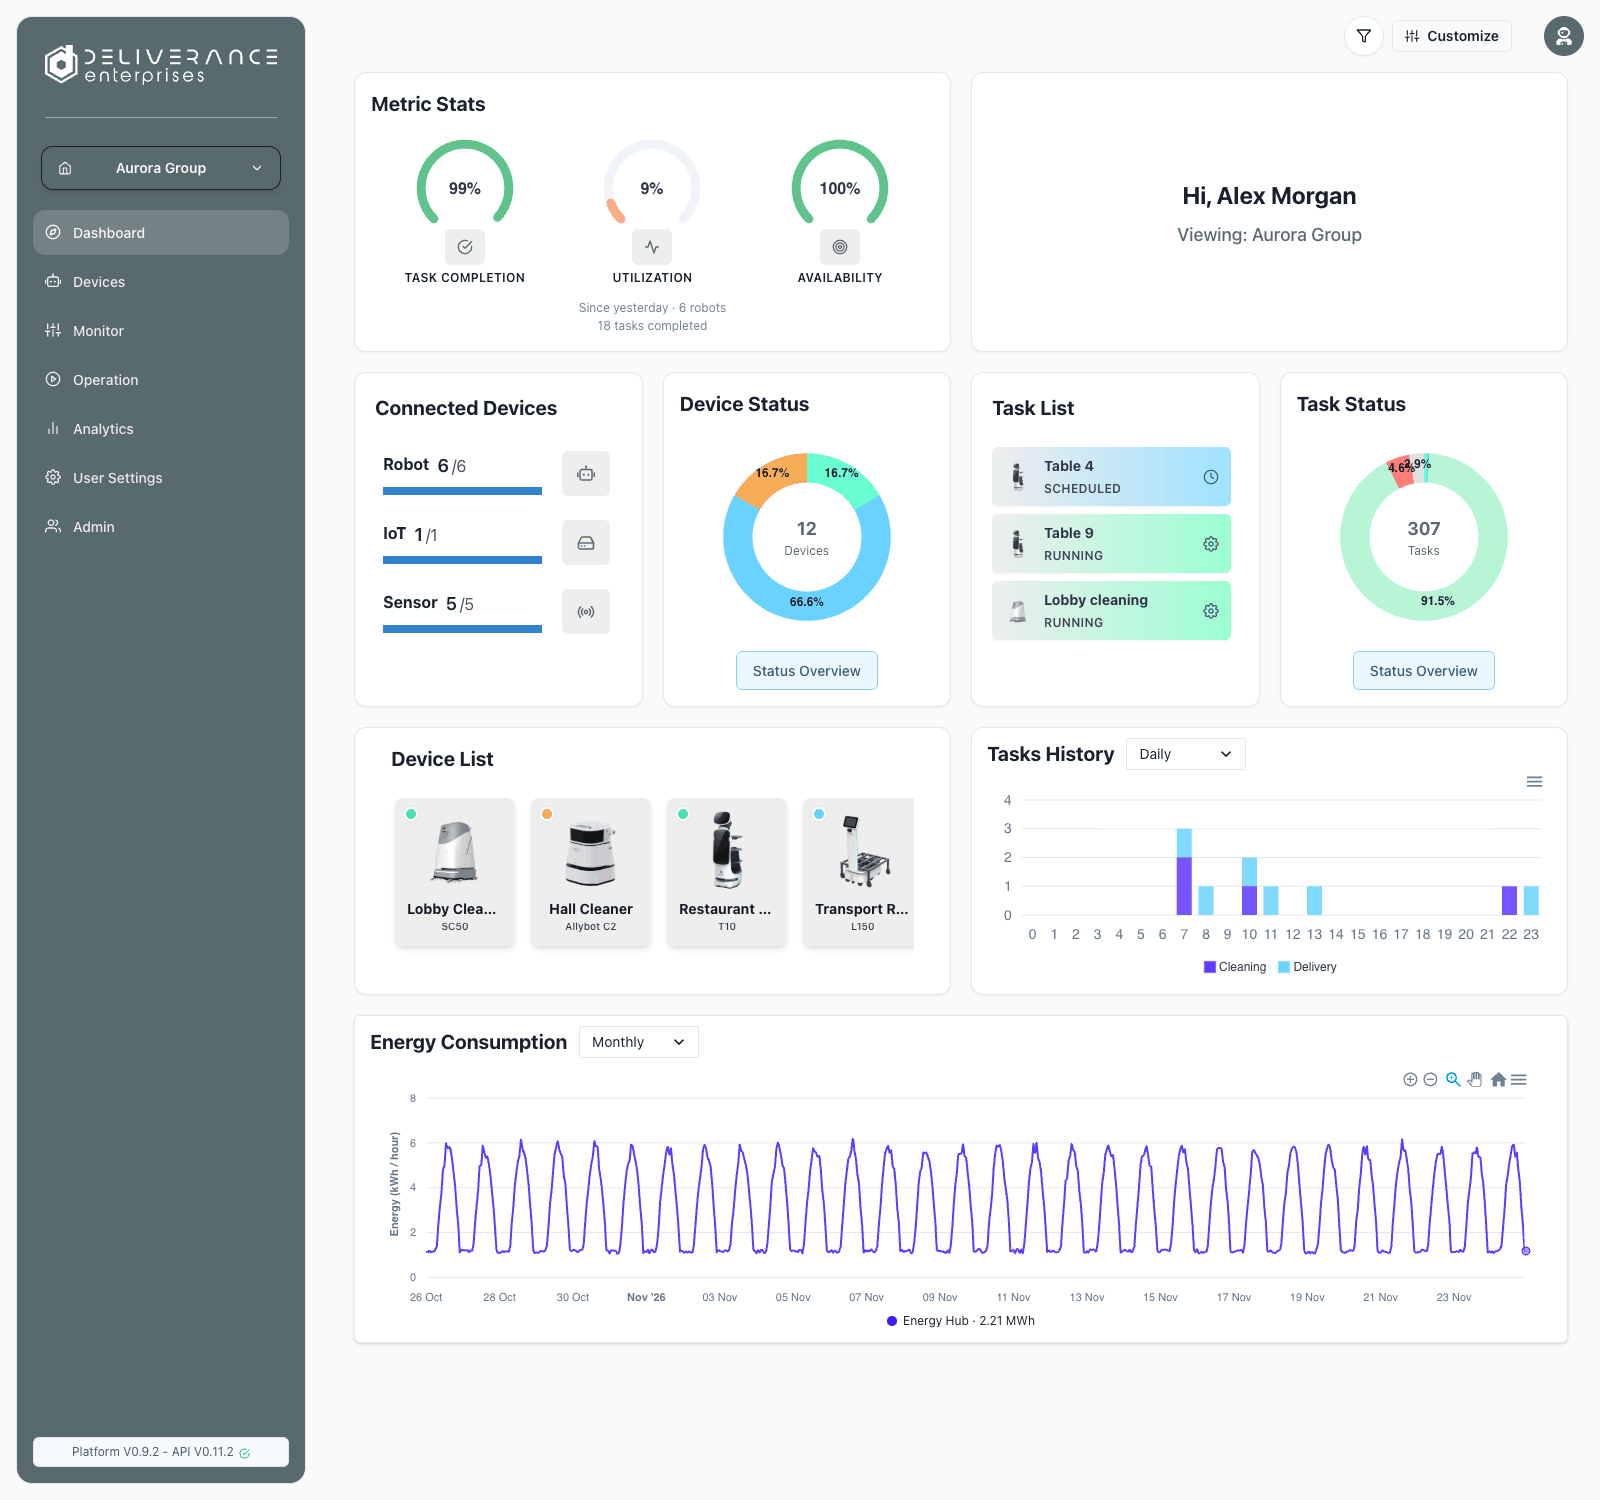 DELIVERANCE
enterprises
Aurora Group
Dashboard
Devices
Monitor
Operation
Analytics
User Settings
Admin
Platform V0.9.2 - API V0.11.2
Customize
Metric Stats
99%
9%
100%
TASK COMPLETION
UTILIZATION
AVAILABILITY
Since yesterday · 6 robots
18 tasks completed
Hi, Alex Morgan
Viewing: Aurora Group
Connected Devices
Robot 6/6
IoT 1/1
Sensor 5/5
Device Status
16.7%
16.7%
12
Devices
66.6%
Status Overview
Task List
Table 4
SCHEDULED
Table 9
RUNNING
Lobby cleaning
RUNNING
Task Status
4.6%
2.9%
307
Tasks
91.5%
Status Overview
Device List
Lobby Clea...
SC50
Hall Cleaner
Allybot C2
Restaurant ...
T10
Transport R...
L150
Tasks History
Daily
4
3
2
1
0
0 1 2 3 4 5 6 7 8 9 10 11 12 13 14 15 16 17 18 19 20 21 22 23
Cleaning Delivery
Energy Consumption
Monthly
Energy (kWh / hour)
8
6
4
2
0
26 Oct 28 Oct 30 Oct Nov '26 03 Nov 05 Nov 07 Nov 09 Nov 11 Nov 13 Nov 15 Nov 17 Nov 19 Nov 21 Nov 23 Nov
Energy Hub · 2.21 MWh